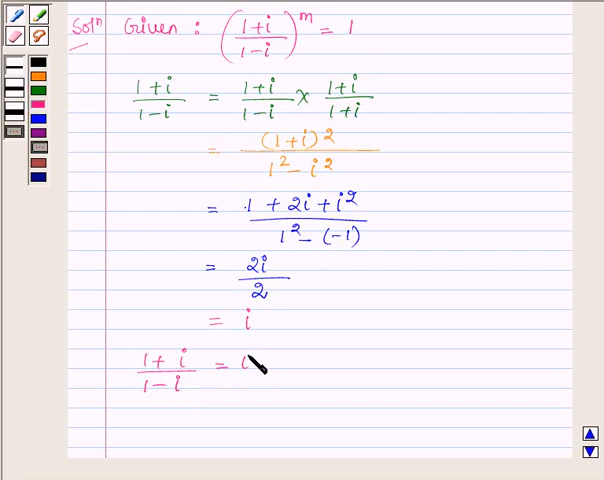 Solⁿ Given : ((1+i)/(1-i))^m = 1
(1+i)/(1-i) = (1+i)/(1-i) × (1+i)/(1+i)
= (1+i)²/(1² - i²)
= (1 + 2i + i²)/(1² - (-1))
= 2i/2
= i
(1+i)/(1-i) = i